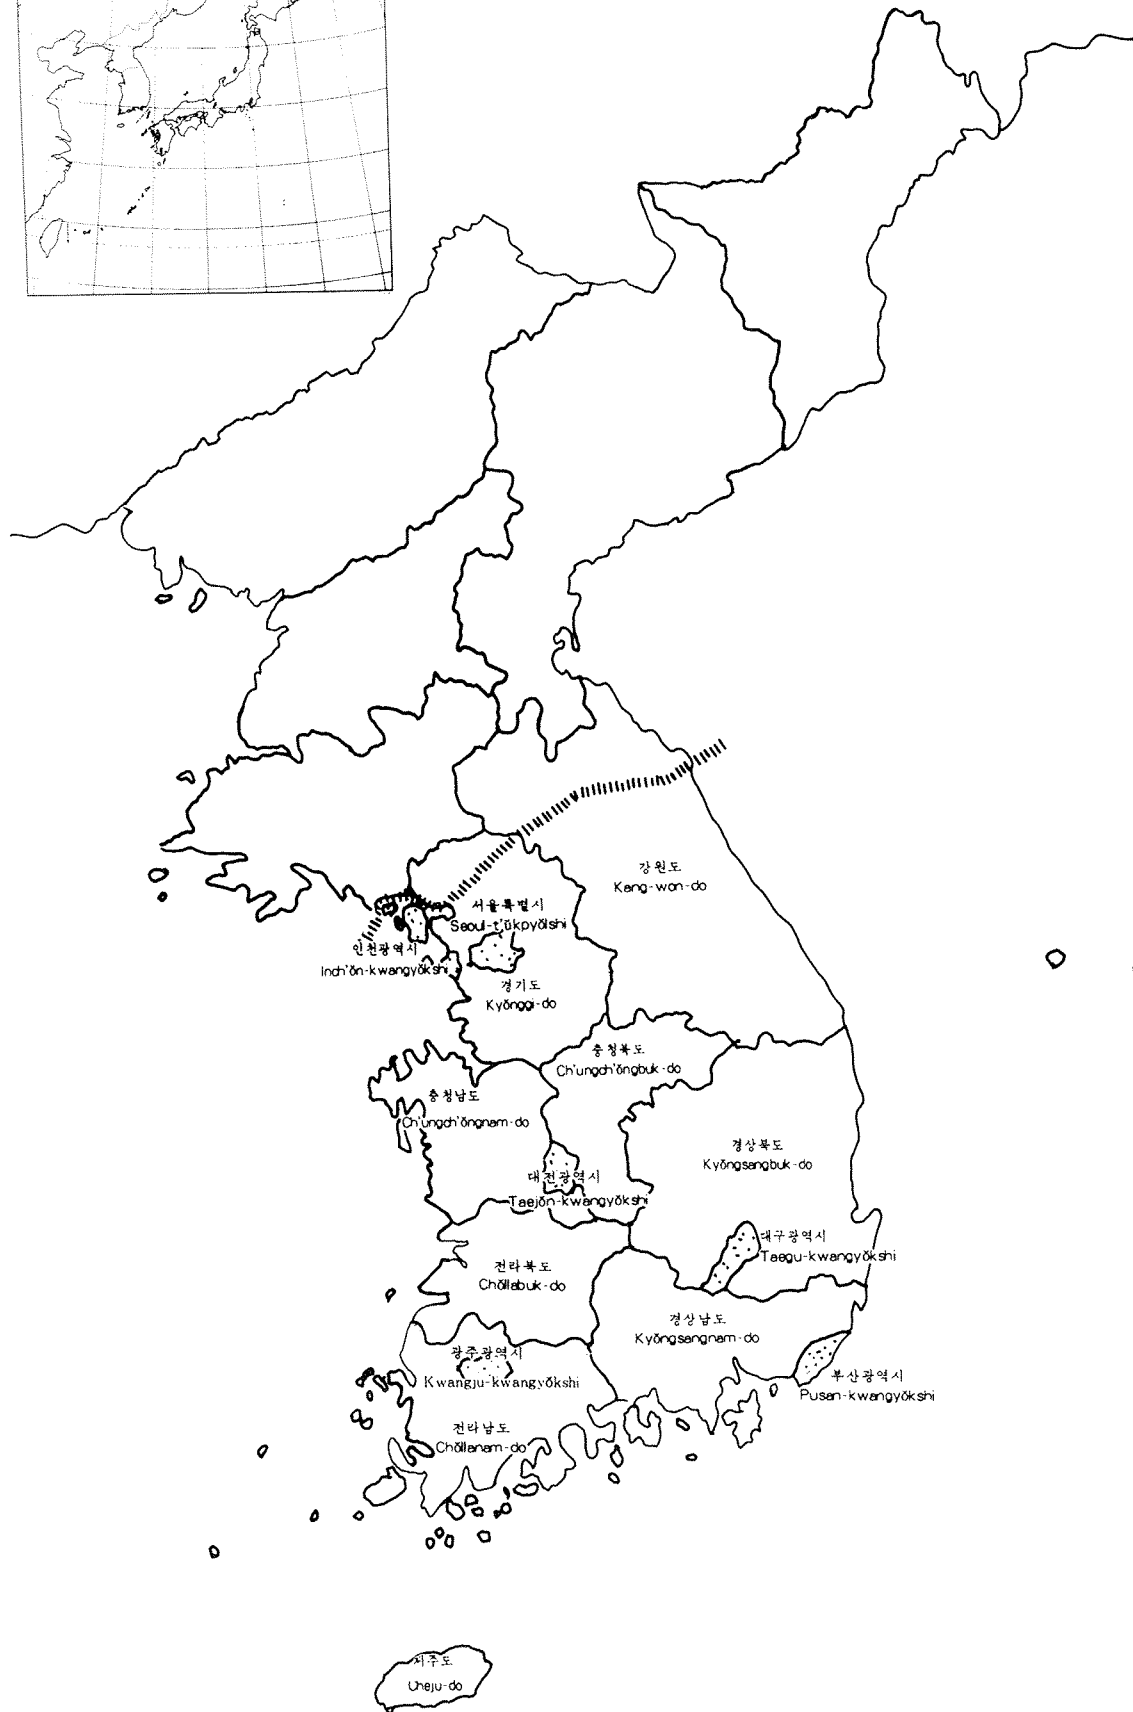 강원도
Kang-won-do
서울특별시
Seoul-t'ŭkpyŏlshi
인천광역시
Inch'ŏn-kwangyŏkshi
경기도
Kyŏnggi-do
충청북도
Ch'ungch'ŏngbuk-do
충청남도
Ch'ungch'ŏngnam-do
경상북도
Kyŏngsangbuk-do
대전광역시
Taejŏn-kwangyŏkshi
대구광역시
Taegu-kwangyŏkshi
전라북도
Chŏllabuk-do
경상남도
Kyŏngsangnam-do
광주광역시
Kwangju-kwangyŏkshi
부산광역시
Pusan-kwangyŏkshi
전라남도
Chŏllanam-do
제주도
Cheju-do